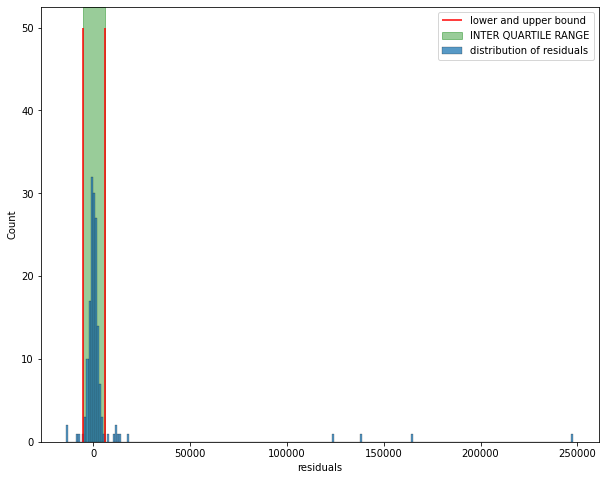 lower and upper bound
INTER QUARTILE RANGE
distribution of residuals
50
40
30
20
10
0
Count
0 50000 100000 150000 200000 250000
residuals